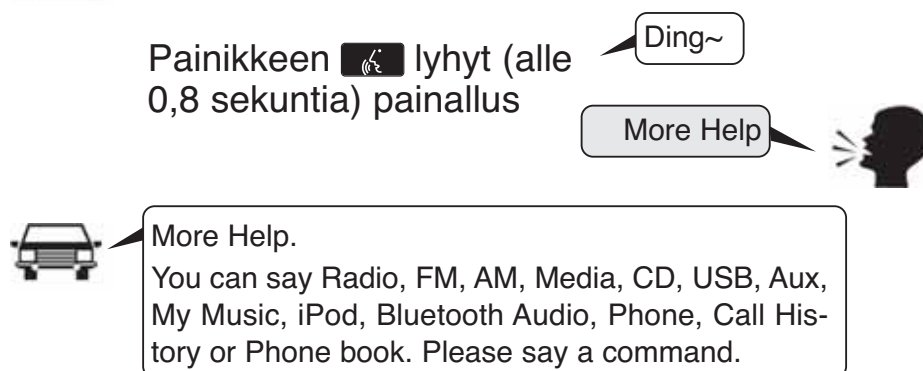 Painikkeen lyhyt (alle
0,8 sekuntia) painallus
Ding~
More Help
More Help.
You can say Radio, FM, AM, Media, CD, USB, Aux,
My Music, iPod, Bluetooth Audio, Phone, Call His-
tory or Phone book. Please say a command.